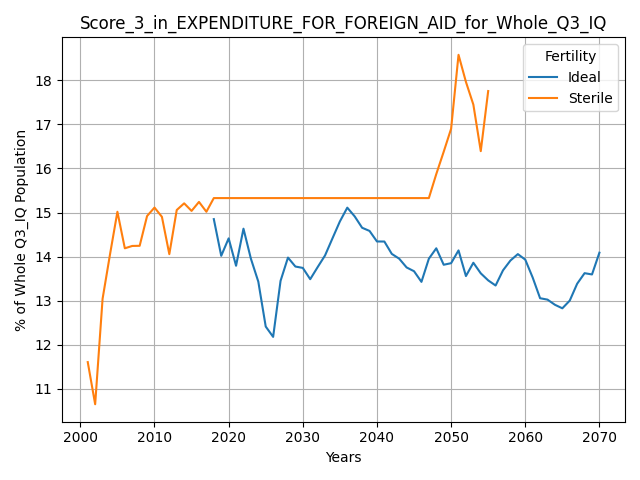 Score_3_in_EXPENDITURE_FOR_FOREIGN_AID_for_Whole_Q3_IQ
Fertility
Ideal
Sterile
% of Whole Q3_IQ Population
18
17
16
15
14
13
12
11
2000 2010 2020 2030 2040 2050 2060 2070
Years